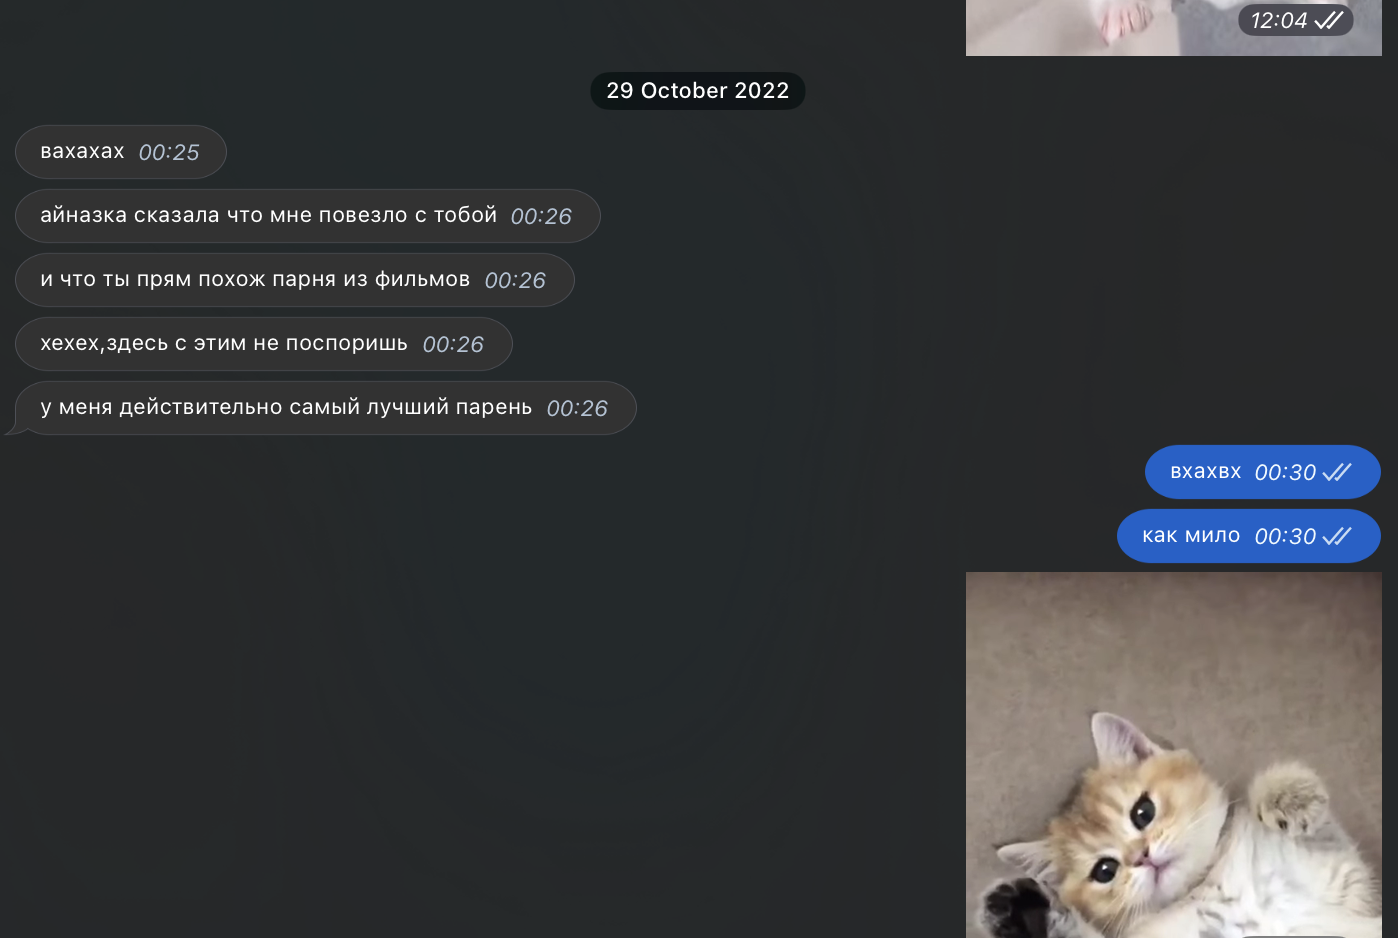 12:04
29 October 2022
вахахах 00:25
айназка сказала что мне повезло с тобой 00:26
и что ты прям похож парня из фильмов 00:26
хехех,здесь с этим не поспоришь 00:26
у меня действительно самый лучший парень 00:26
вхахвх 00:30
как мило 00:30